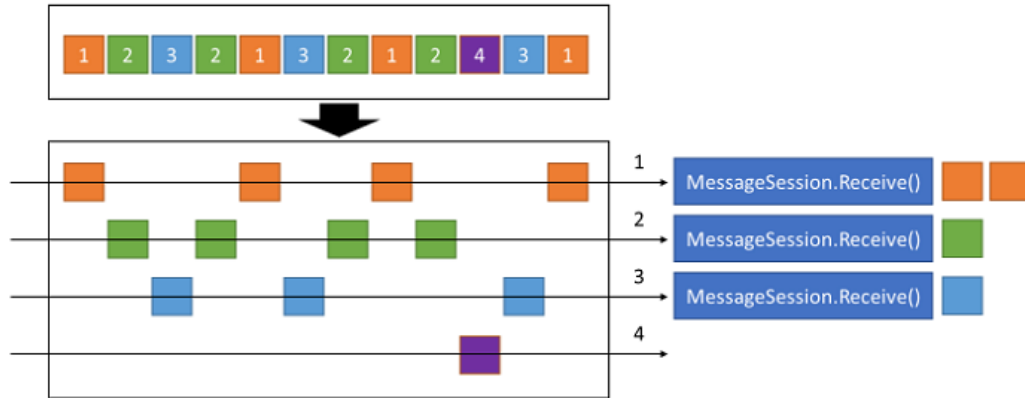 1 2 3 2 1 3 2 1 2 4 3 1
1
MessageSession.Receive()
2
MessageSession.Receive()
3
MessageSession.Receive()
4